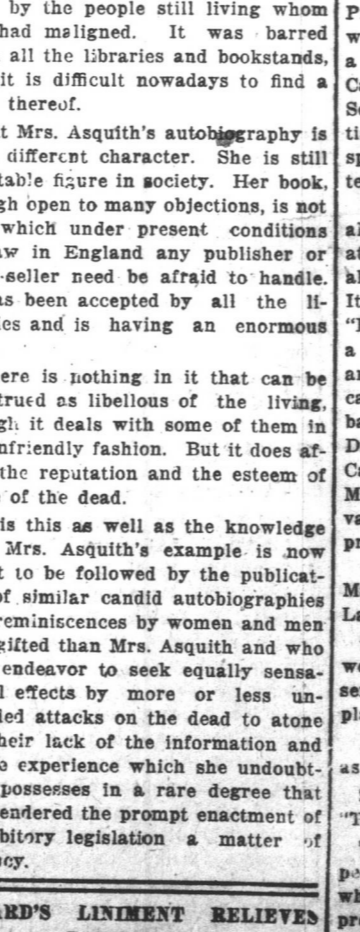 by the people still living whom
had maligned. It was barred
all the libraries and bookstands,
it is difficult nowadays to find a
thereof.
t Mrs. Asquith's autobiography is
different character. She is still
table figure in society. Her book,
gh open to many objections, is not
which under present conditions
aw in England any publisher or
-seller need be afraid to handle.
as been accepted by all the li-
ies and is having an enormous
ere is nothing in it that can be
trued as libellous of the living,
gh it deals with some of them in
nfriendly fashion. But it does af-
the reputation and the esteem of
of the dead.
is this as well as the knowledge
Mrs. Asquith's example is now
t to be followed by the publicat-
of similar candid autobiographies
reminiscences by women and men
gifted than Mrs. Asquith and who
endeavor to seek equally sensa-
l effects by more or less un-
led attacks on the dead to atone
heir lack of the information and
e experience which she undoubt-
possesses in a rare degree that
endered the prompt enactment of
bitory legislation a matter of
cy.
ARD'S LINIMENT RELIEVES